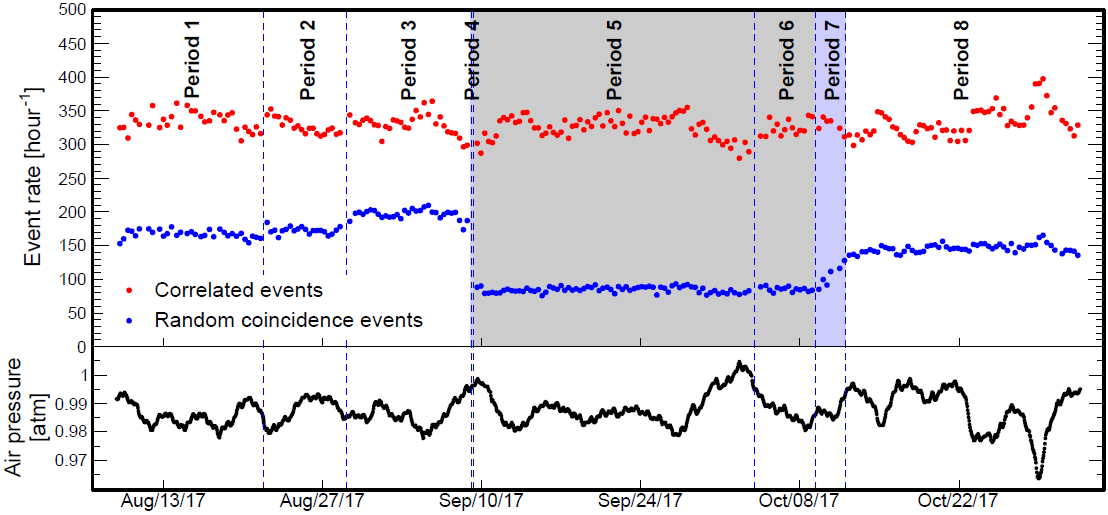 500
450
400
350
300
250
200
150
100
50
0
Event rate [hour-1]
Period 1
Period 2
Period 3
Period 4
Period 5
Period 6
Period 7
Period 8
Correlated events
Random coincidence events
Air pressure
[atm]
1
0.99
0.98
0.97
Aug/13/17
Aug/27/17
Sep/10/17
Sep/24/17
Oct/08/17
Oct/22/17